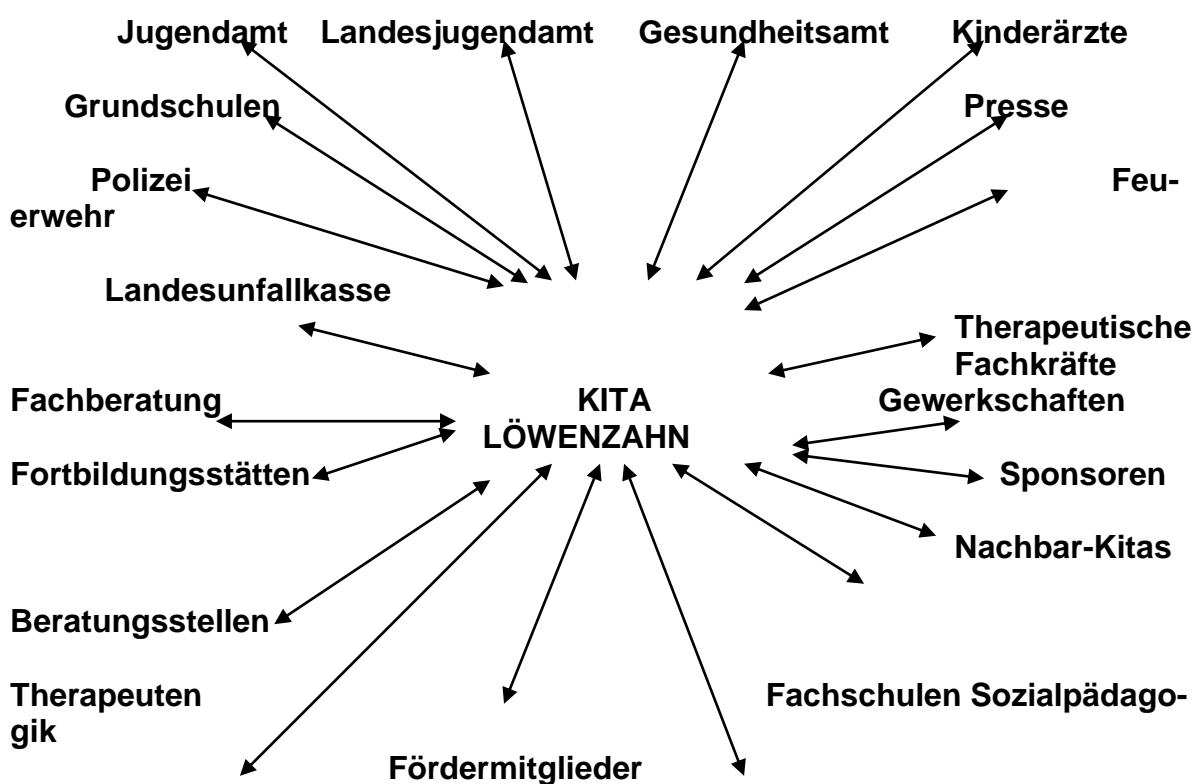 Jugendamt Landesjugendamt Gesundheitsamt Kinderärzte
Grundschulen Presse
Polizei Feu-
erwehr
Landesunfallkasse
Therapeutische
Fachkräfte
Fachberatung KITA Gewerkschaften
LÖWENZAHN
Fortbildungsstätten Sponsoren
Nachbar-Kitas
Beratungsstellen
Therapeuten Fachschulen Sozialpädago-
gik
Fördermitglieder